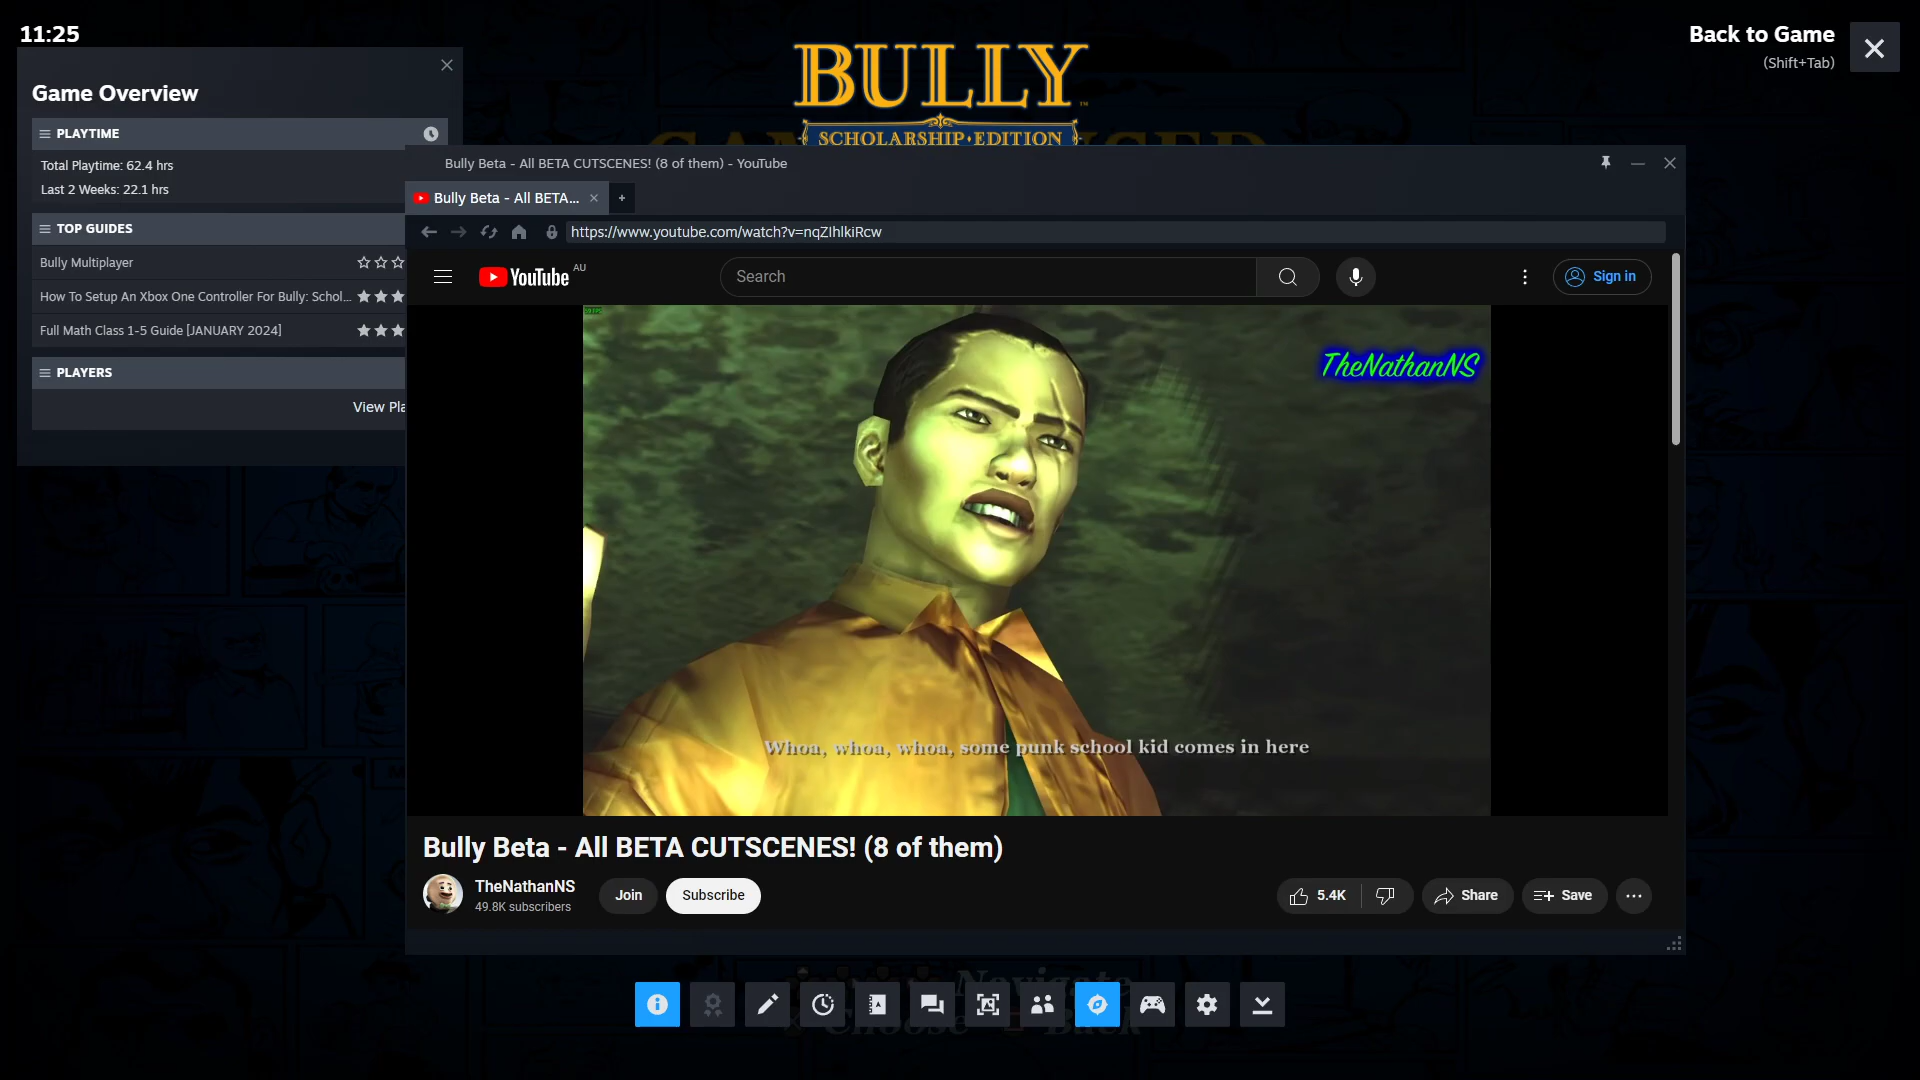 11:25
Back to Game
(Shift+Tab)
Game Overview
PLAYTIME
Total Playtime: 62.4 hrs
Last 2 Weeks: 22.1 hrs
TOP GUIDES
Bully Multiplayer
How To Setup An Xbox One Controller For Bully: Schol...
Full Math Class 1-5 Guide [JANUARY 2024]
PLAYERS
View Pla
BULLY
SCHOLARSHIP·EDITION
Bully Beta - All BETA CUTSCENES! (8 of them) - YouTube
Bully Beta - All BETA...
https://www.youtube.com/watch?v=nqZIhlkiRcw
YouTube AU
Search
Sign in
TheNathanNS
Whoa, whoa, whoa, some punk school kid comes in here
Bully Beta - All BETA CUTSCENES! (8 of them)
TheNathanNS
49.8K subscribers
Join
Subscribe
5.4K
Share
Save
Navigate
Choose
Back